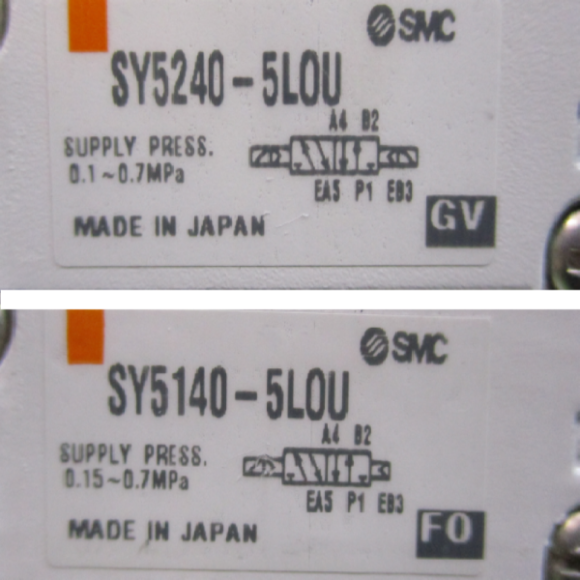 SMC
SY5240-5LOU
A4 B2
SUPPLY PRESS.
0.1~0.7MPa
EA5 P1 EB3
MADE IN JAPAN
GV
SMC
SY5140-5LOU
A4 B2
SUPPLY PRESS.
0.15~0.7MPa
EA5 P1 EB3
MADE IN JAPAN
FO